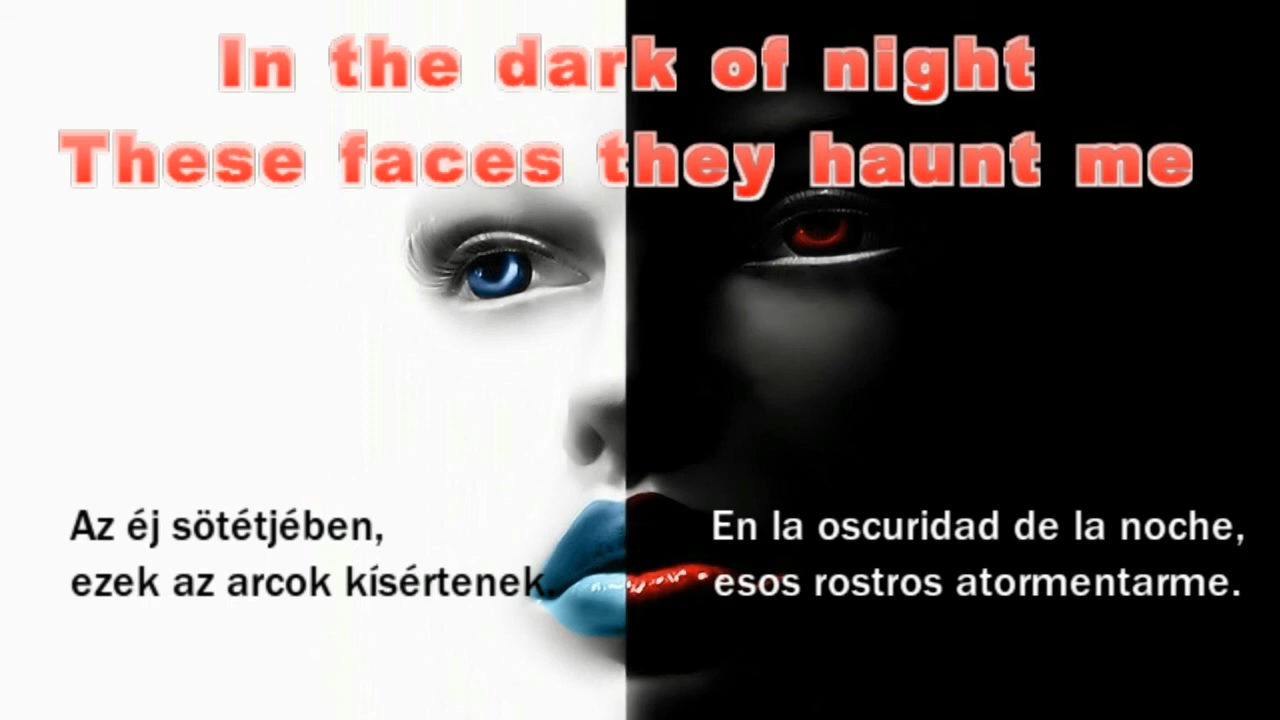 In the dark of night
These faces they haunt me
Az éj sötétjében,
ezek az arcok kísértenek.
En la oscuridad de la noche,
esos rostros atormentarme.